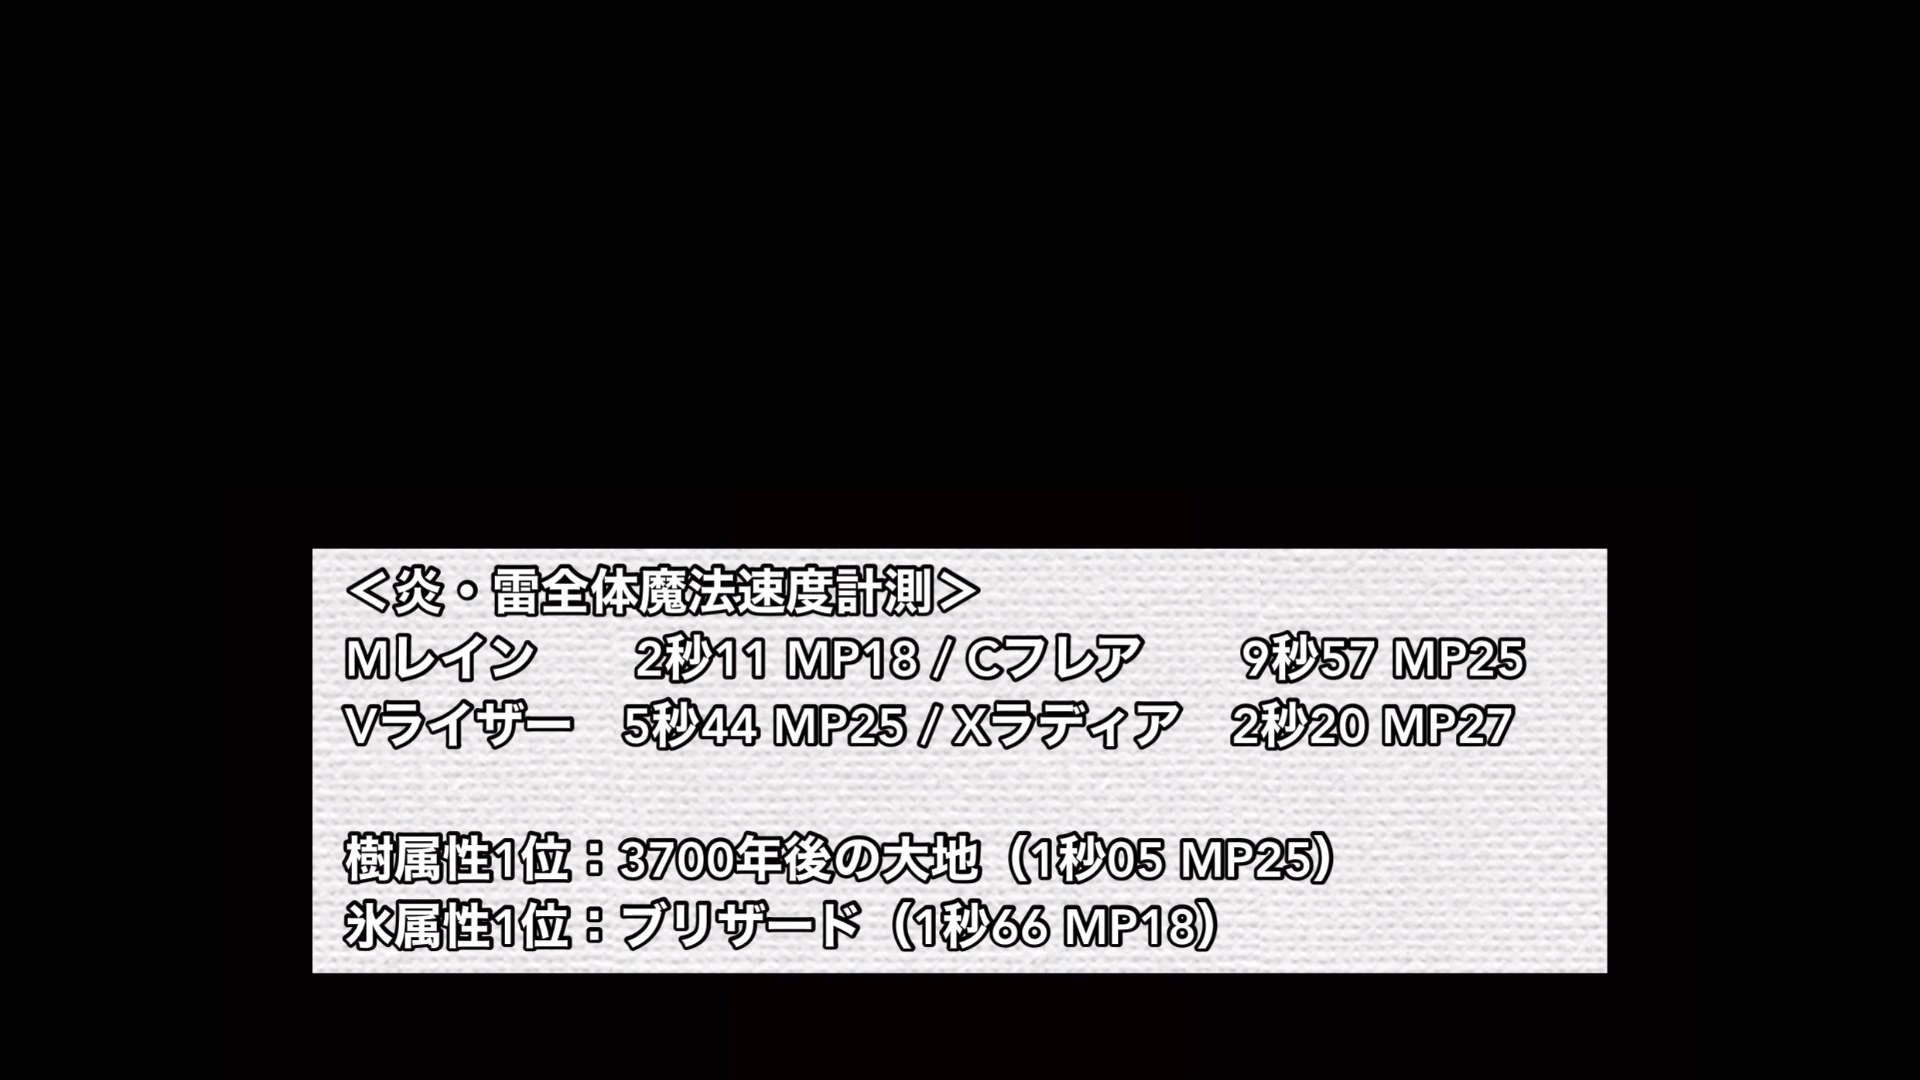 ＜炎・雷全体魔法速度計測＞
Mレイン　　2秒11 MP18 / Cフレア　　9秒57 MP25
Vライザー　5秒44 MP25 / Xラディア　2秒20 MP27
樹属性1位：3700年後の大地（1秒05 MP25）
氷属性1位：ブリザード（1秒66 MP18）